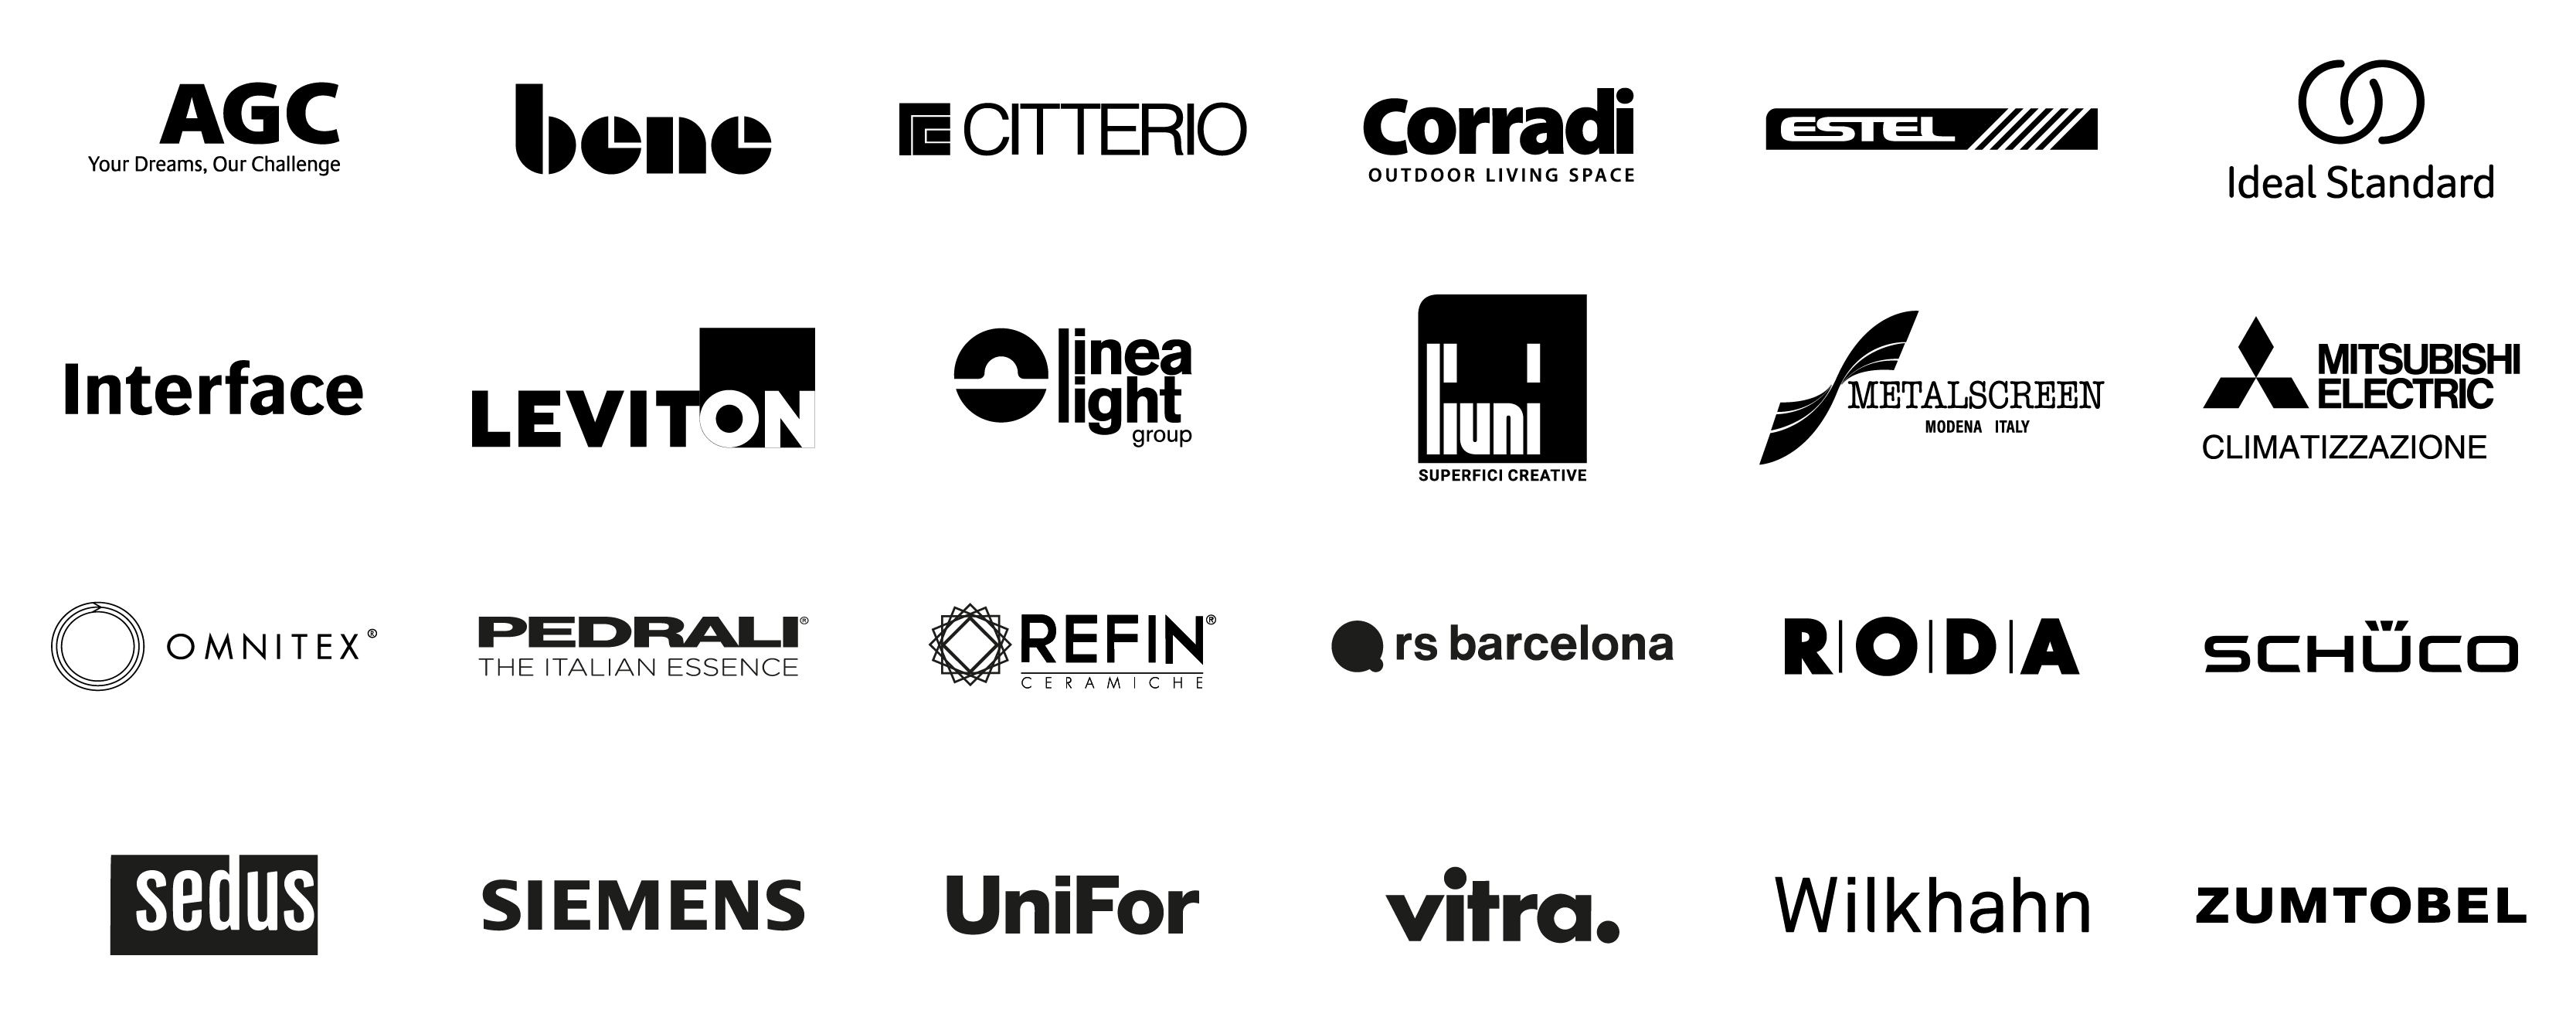 AGC
Your Dreams, Our Challenge
bene
CITTERIO
Corradi
OUTDOOR LIVING SPACE
ESTEL
Ideal Standard
Interface
LEVITON
linea
light
group
liuni
SUPERFICI CREATIVE
METALSCREEN
MODENA ITALY
MITSUBISHI
ELECTRIC
CLIMATIZZAZIONE
OMNITEX®
PEDRALI®
THE ITALIAN ESSENCE
REFIN®
CERAMICHE
rs barcelona
R|O|D|A
SCHÜCO
sedus
SIEMENS
UniFor
vitra.
Wilkhahn
ZUMTOBEL